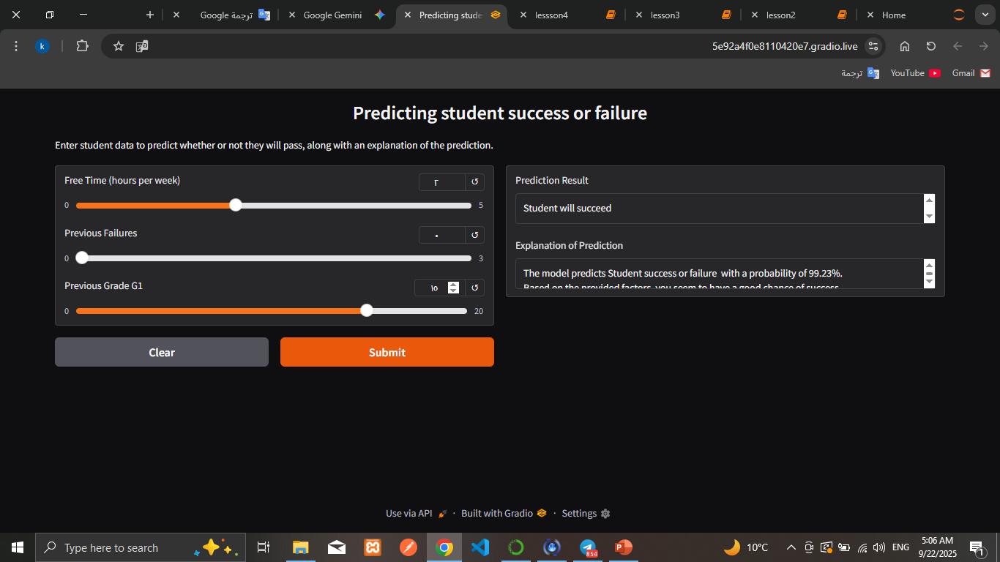 ترجمة Google
Google Gemini
Predicting stude
lessson4
lesson3
lesson2
Home
k
5e92a4f0e8110420e7.gradio.live
ترجمة
YouTube
Gmail
Predicting student success or failure
Enter student data to predict whether or not they will pass, along with an explanation of the prediction.
Free Time (hours per week)
٢
0
5
Previous Failures
٠
0
3
Previous Grade G1
١٥
0
20
Clear
Submit
Prediction Result
Student will succeed
Explanation of Prediction
The model predicts Student success or failure with a probability of 99.23%.
Based on the provided factors, you seem to have a good chance of success
Use via API
·
Built with Gradio
·
Settings
Type here to search
854
10°C
ENG
5:06 AM
9/22/2025
1